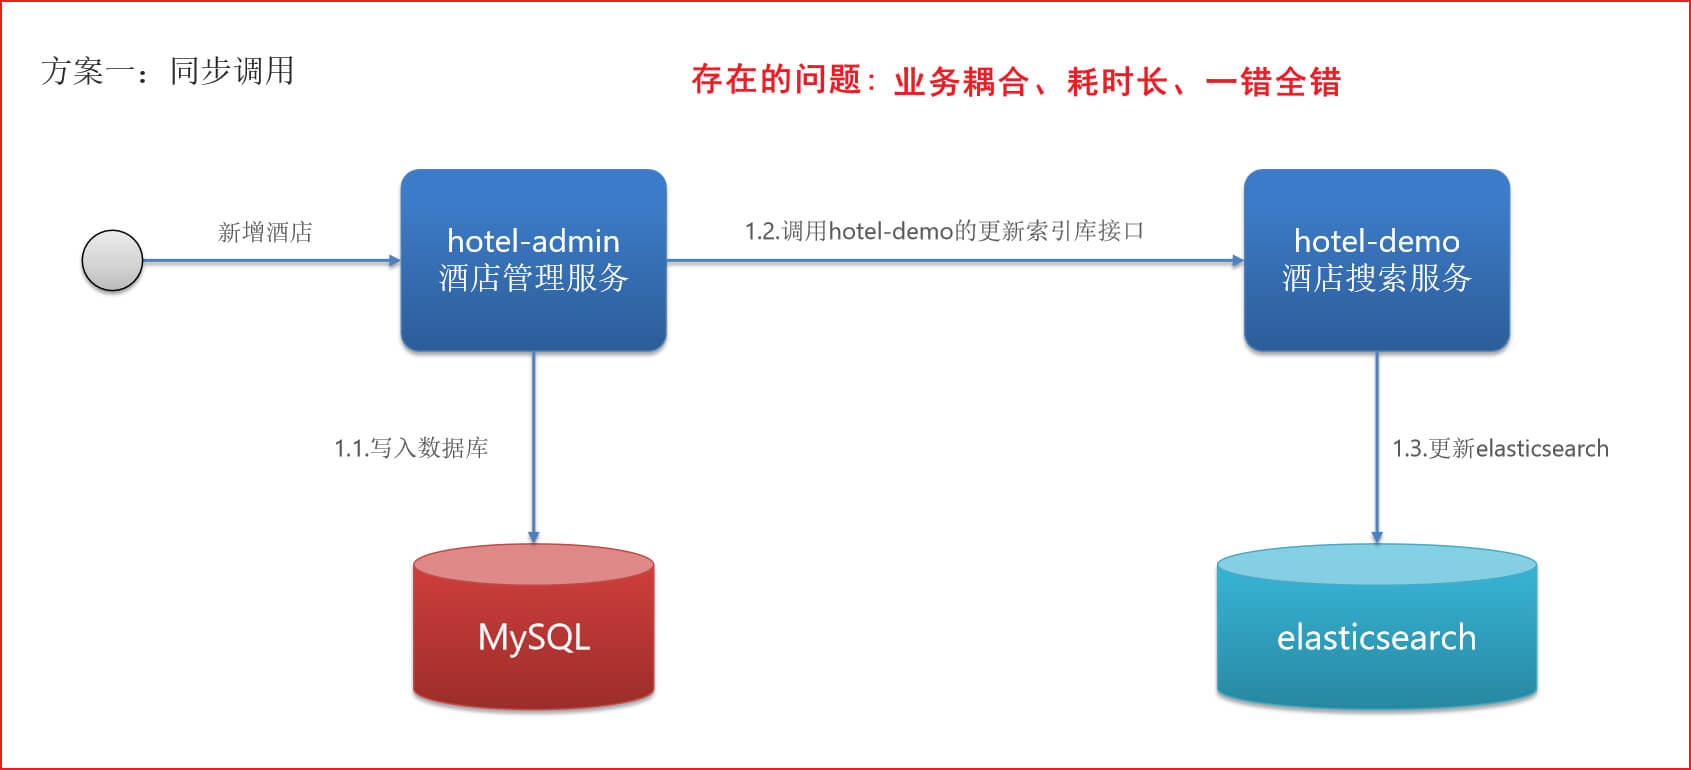 方案一：同步调用
存在的问题：业务耦合、耗时长、一错全错
新增酒店
hotel-admin
酒店管理服务
1.2.调用hotel-demo的更新索引库接口
hotel-demo
酒店搜索服务
1.1.写入数据库
1.3.更新elasticsearch
MySQL
elasticsearch